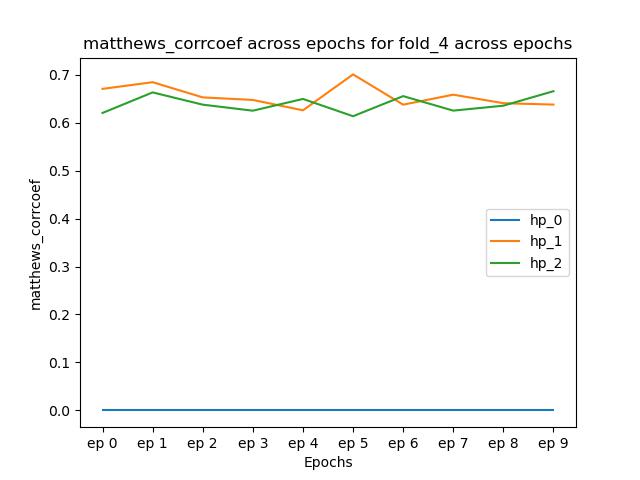 matthews_corrcoef across epochs for fold_4 across epochs
0.7
0.6
0.5
0.4
0.3
0.2
0.1
0.0
matthews_corrcoef
hp_0
hp_1
hp_2
ep 0 ep 1 ep 2 ep 3 ep 4 ep 5 ep 6 ep 7 ep 8 ep 9
Epochs